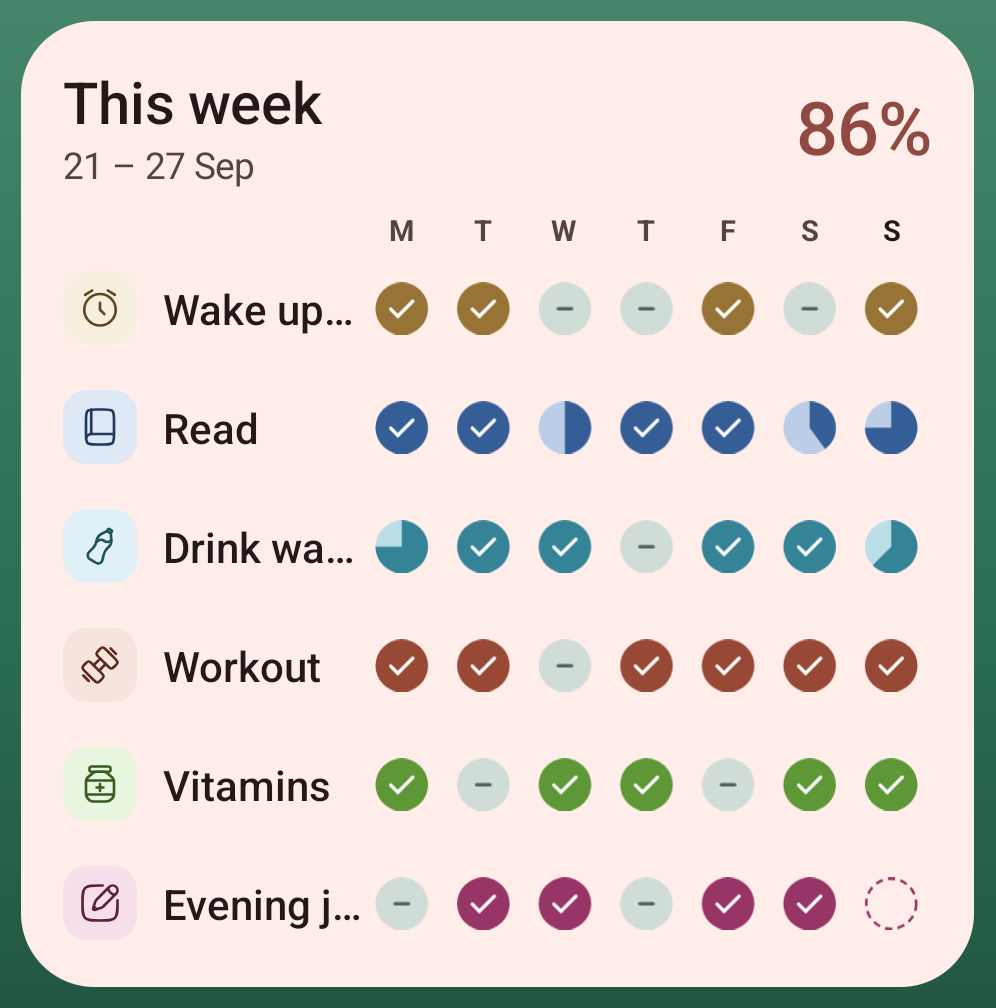 This week
21 – 27 Sep
86%
M T W T F S S
Wake up...
Read
Drink wa...
Workout
Vitamins
Evening j...